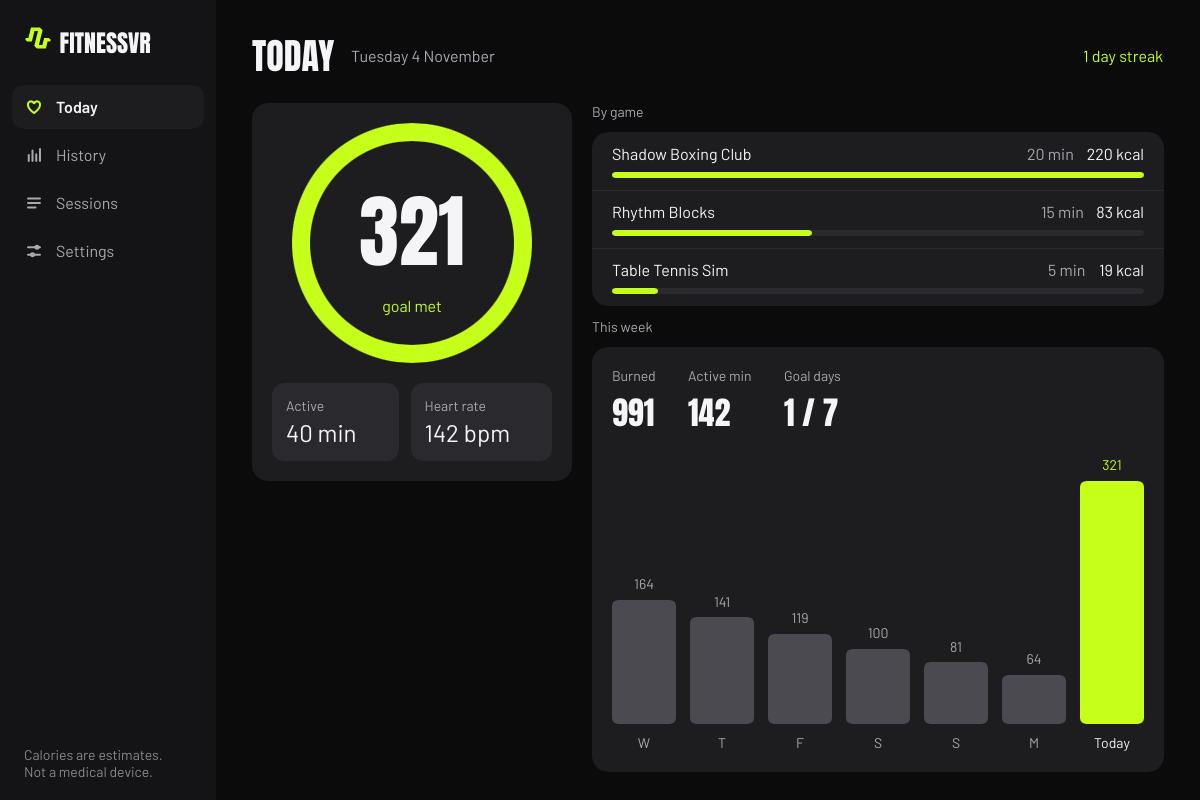 FITNESSVR
Today
History
Sessions
Settings
Calories are estimates.
Not a medical device.
TODAY Tuesday 4 November
1 day streak
321
goal met
Active
40 min
Heart rate
142 bpm
By game
Shadow Boxing Club 20 min 220 kcal
Rhythm Blocks 15 min 83 kcal
Table Tennis Sim 5 min 19 kcal
This week
Burned Active min Goal days
991 142 1 / 7
164 141 119 100 81 64 321
W T F S S M Today